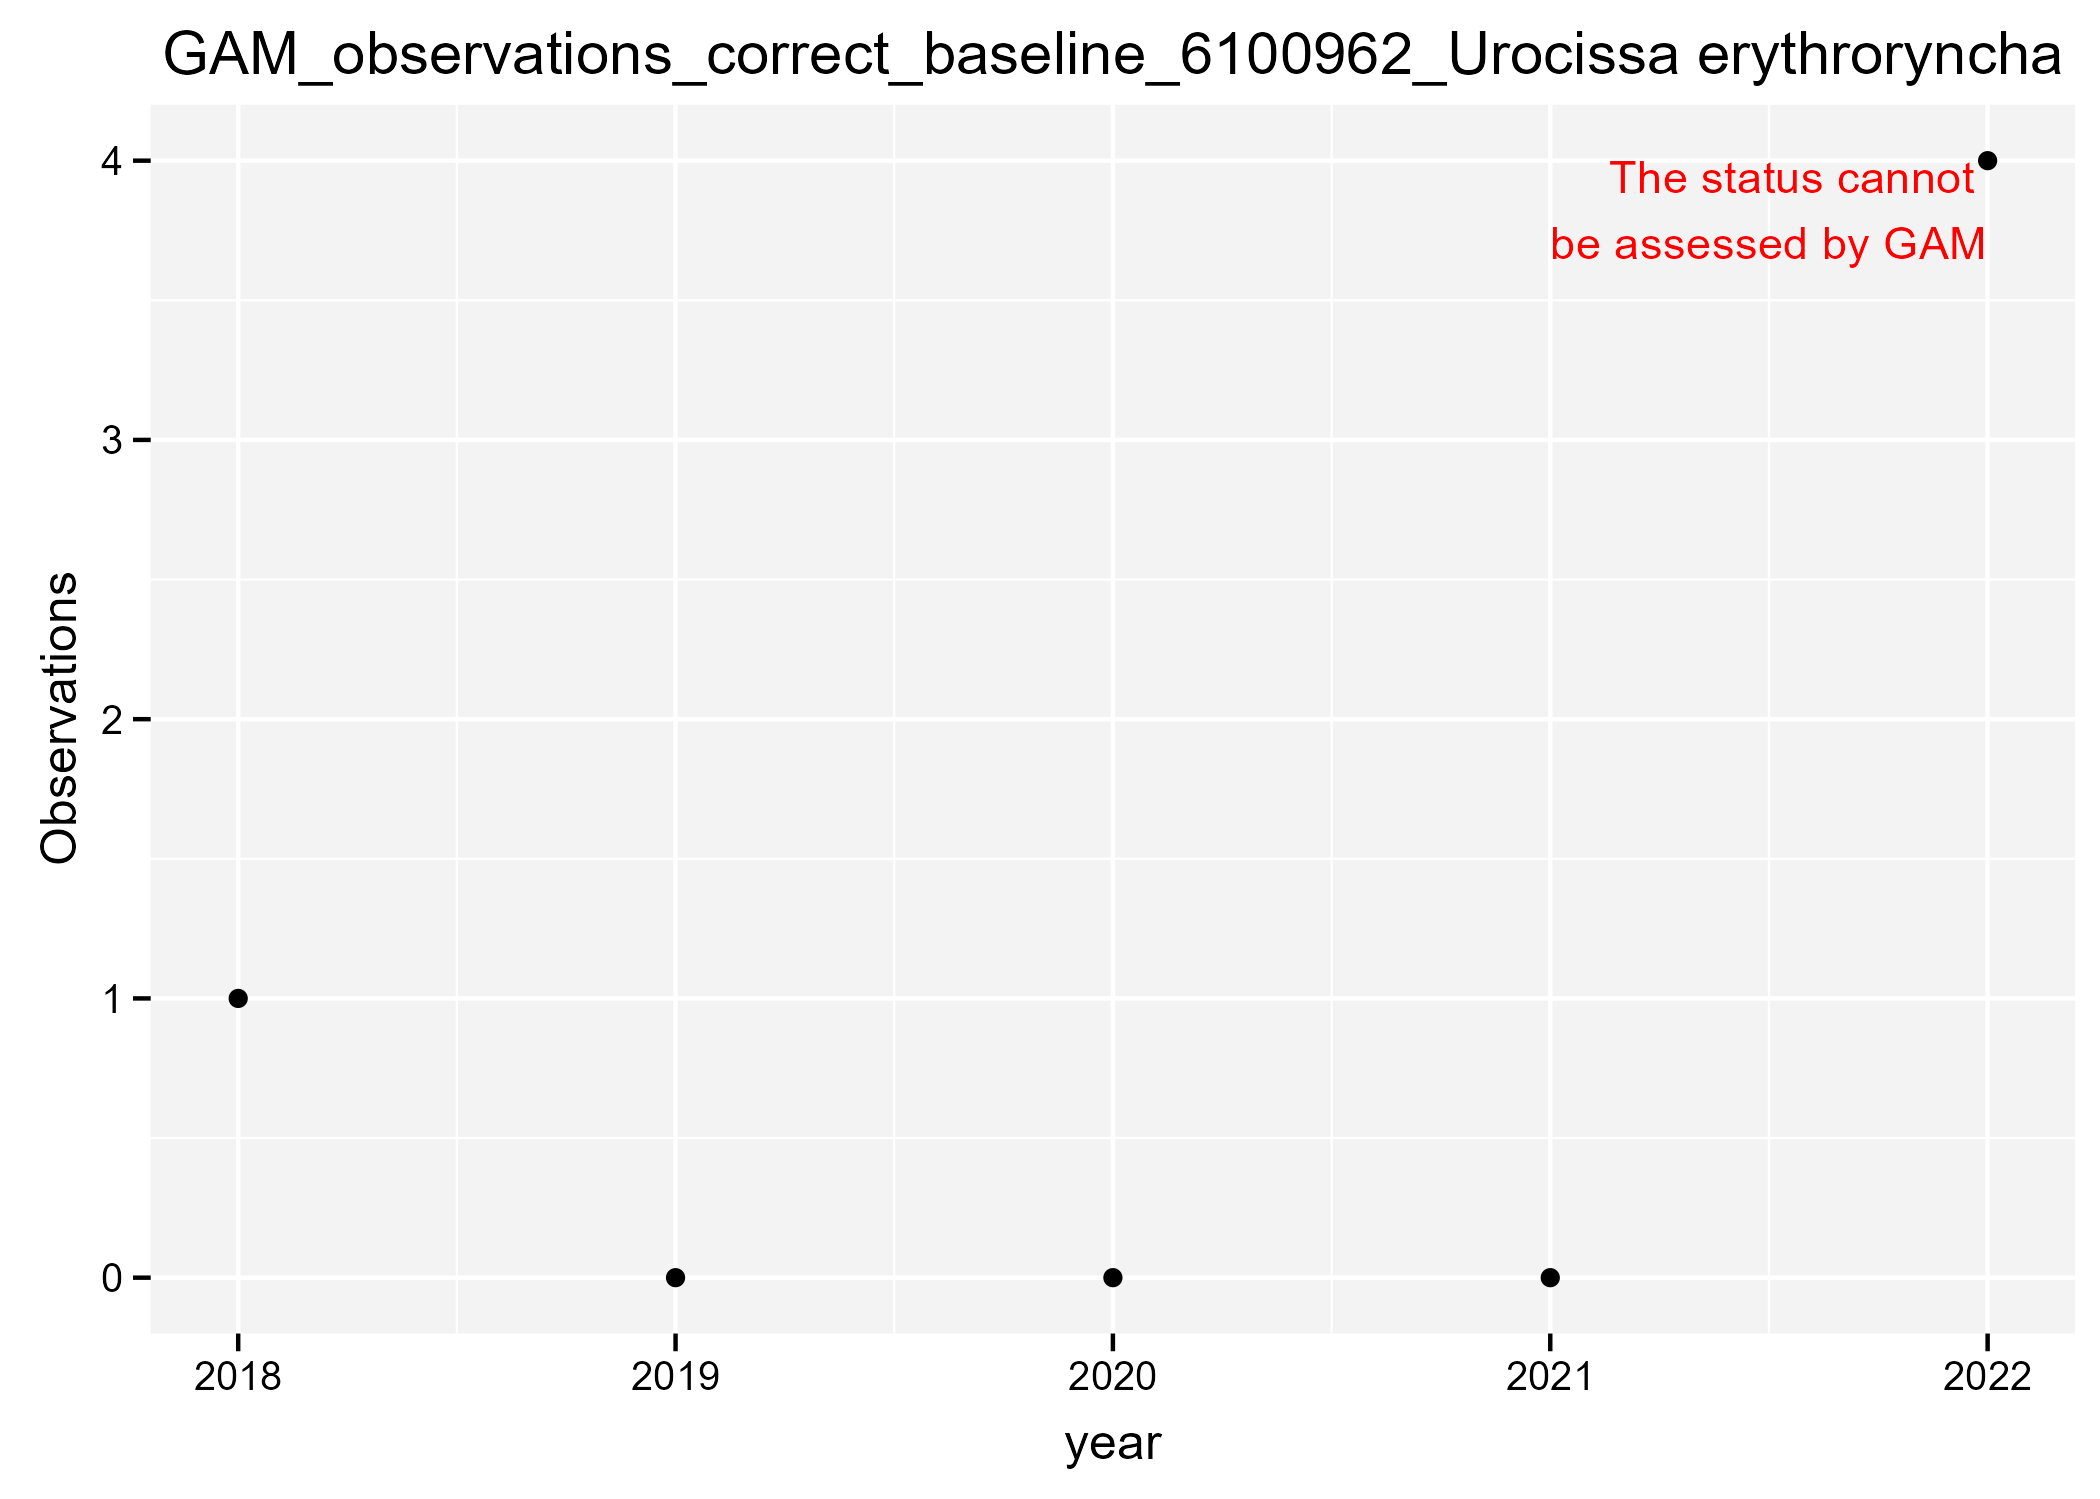 GAM_observations_correct_baseline_6100962_Urocissa erythroryncha
4
The status cannot
be assessed by GAM
3
2
1
0
Observations
2018 2019 2020 2021 2022
year